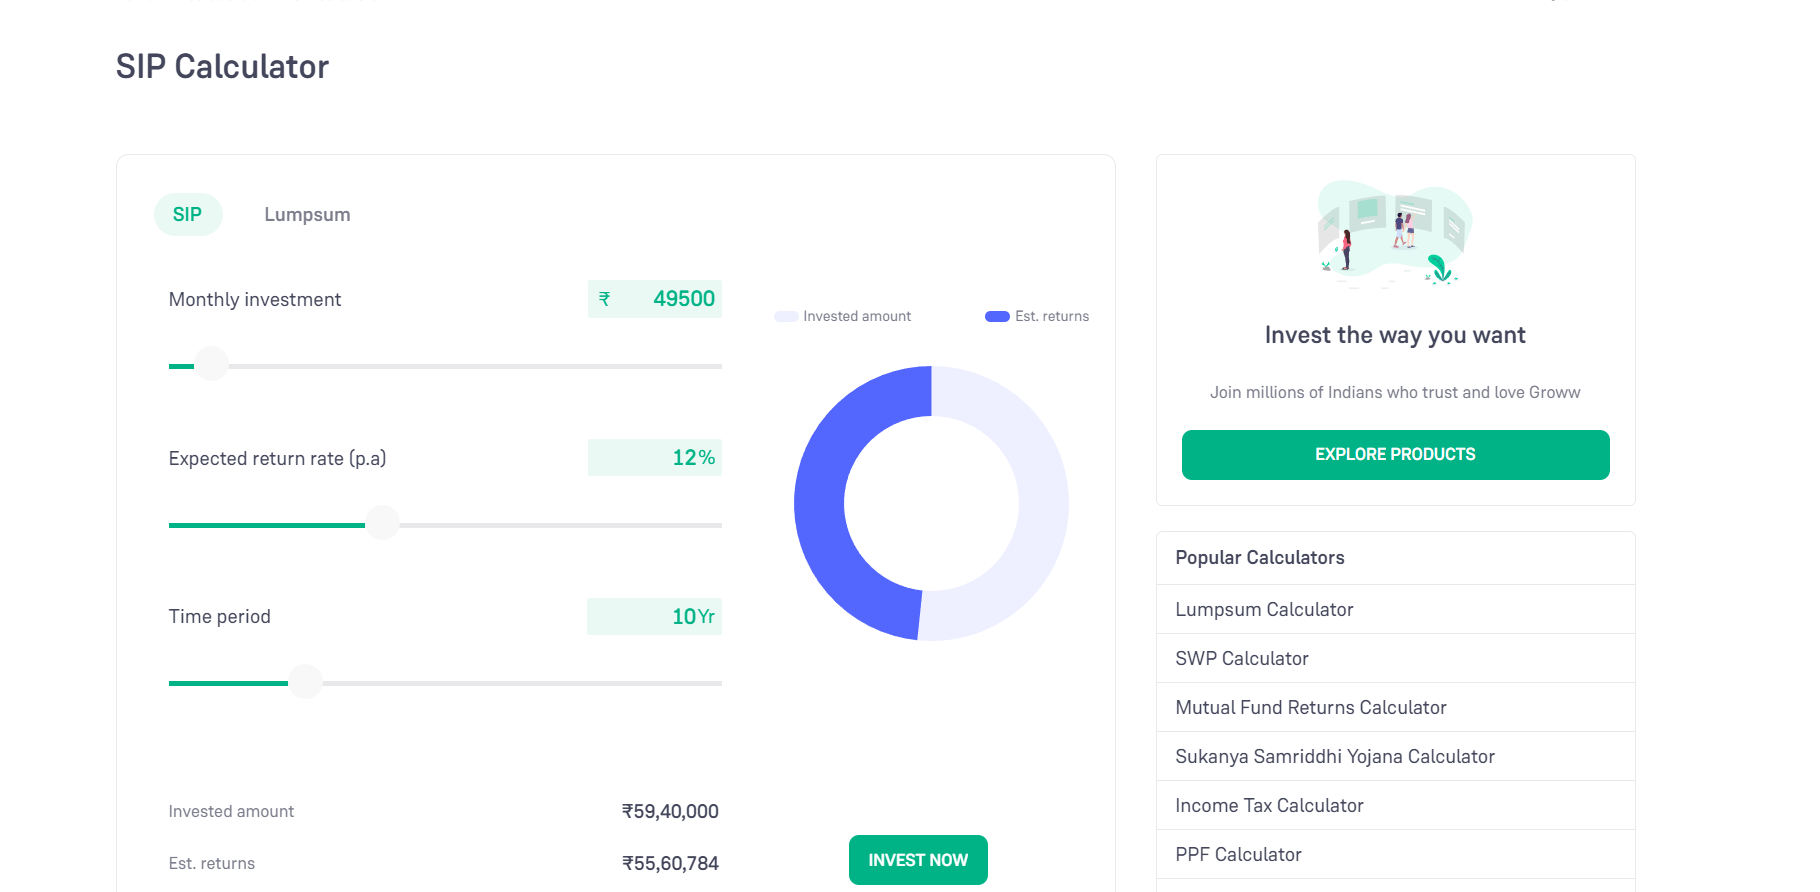 SIP Calculator
SIP
Lumpsum
Monthly investment
₹ 49500
Expected return rate (p.a)
12%
Time period
10Yr
Invested amount
₹59,40,000
Est. returns
₹55,60,784
Invested amount
Est. returns
INVEST NOW
Invest the way you want
Join millions of Indians who trust and love Groww
EXPLORE PRODUCTS
Popular Calculators
Lumpsum Calculator
SWP Calculator
Mutual Fund Returns Calculator
Sukanya Samriddhi Yojana Calculator
Income Tax Calculator
PPF Calculator